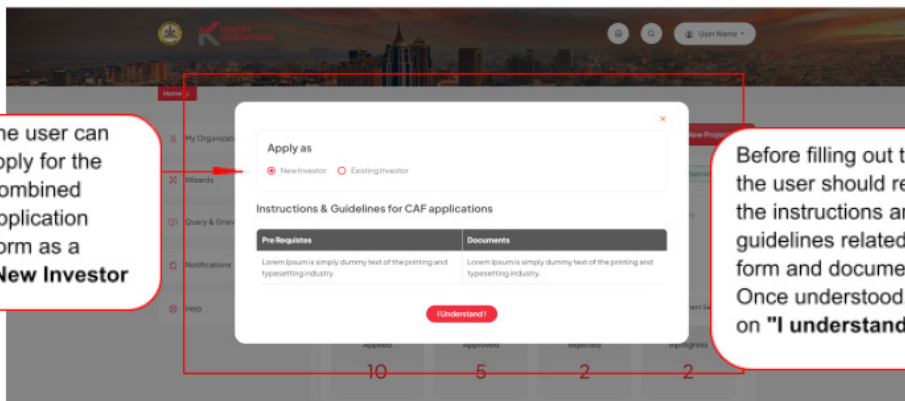 INVEST
KARNATAKA
User Name
Home >
he user can
pply for the
ombined
pplication
orm as a
New Investor
My Organizati
Wizards
Query & Griev
Notifications
Help
New Proje
×
Apply as
New Investor Existing Investor
Instructions & Guidelines for CAF applications
Pre Requistes Documents
Lorem Ipsum is simply dummy text of the printing and
typesetting industry.
Lorem Ipsum is simply dummy text of the printing and
typesetting industry.
I Understand !
Before filling out t
the user should re
the instructions ar
guidelines related
form and docume
Once understood
on "I understand
Applied Approved Rejected Inprogress
10 5 2 2